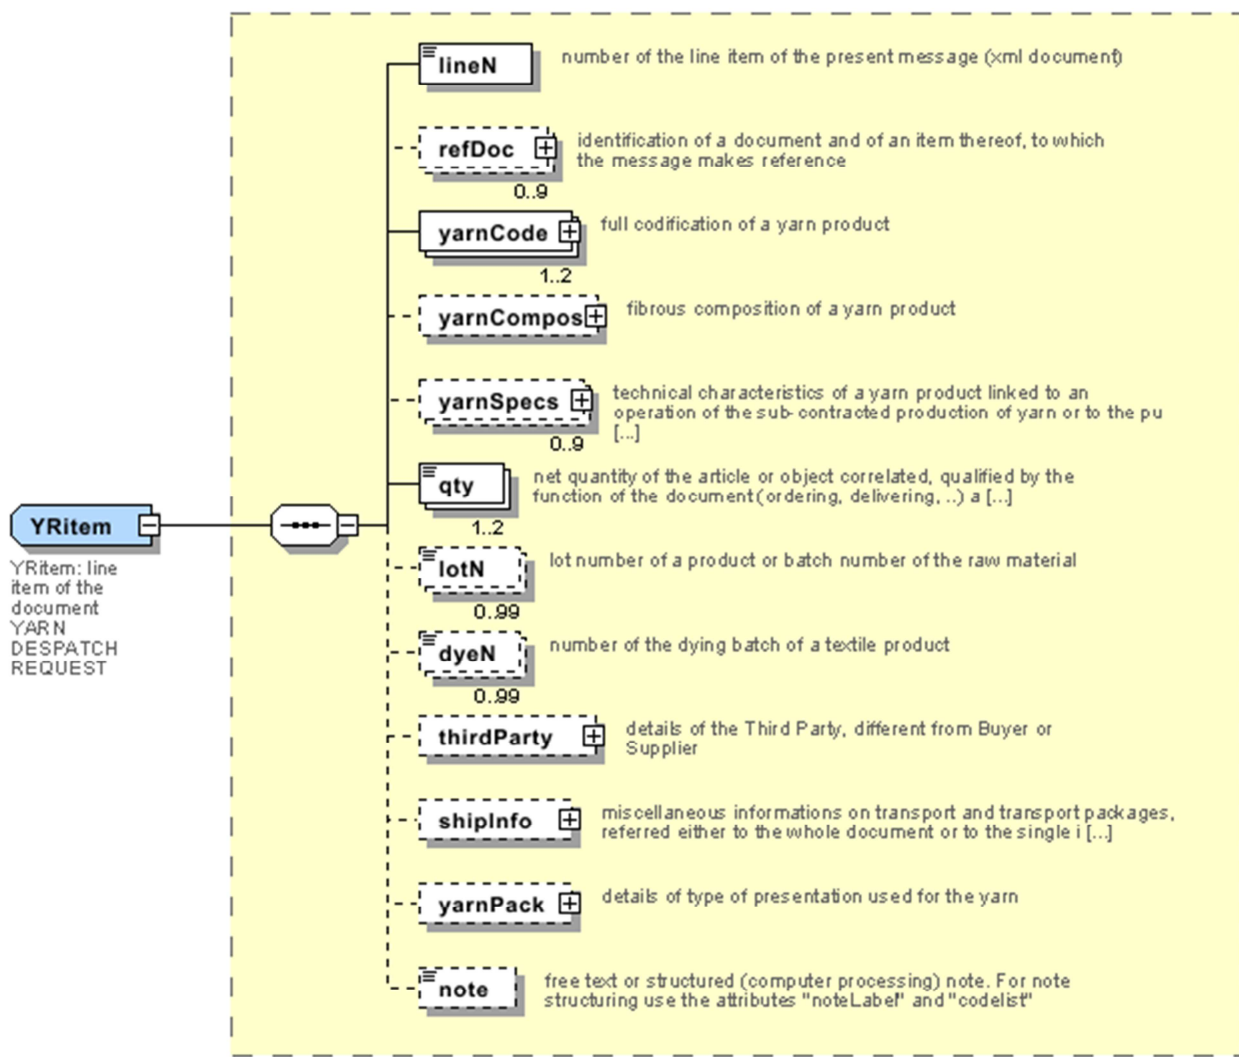 lineN
number of the line item of the present message (xml document)
refDoc
identification of a document and of an item thereof, to which
the message makes reference
0..9
yarnCode
full codification of a yarn product
1..2
yarnCompos
fibrous composition of a yarn product
yarnSpecs
technical characteristics of a yarn product linked to an
operation of the sub-contracted production of yarn or to the pu
[...]
0..9
qty
net quantity of the article or object correlated, qualified by the
function of the document (ordering, delivering, ..) a [...]
1..2
YRitem
YRitem: line
item of the
document
YARN
DESPATCH
REQUEST
lotN
lot number of a product or batch number of the raw material
0..99
dyeN
number of the dying batch of a textile product
0..99
thirdParty
details of the Third Party, different from Buyer or
Supplier
shipInfo
miscellaneous informations on transport and transport packages,
referred either to the whole document or to the single i [...]
yarnPack
details of type of presentation used for the yarn
note
free text or structured (computer processing) note. For note
structuring use the attributes "noteLabel" and "codelist"